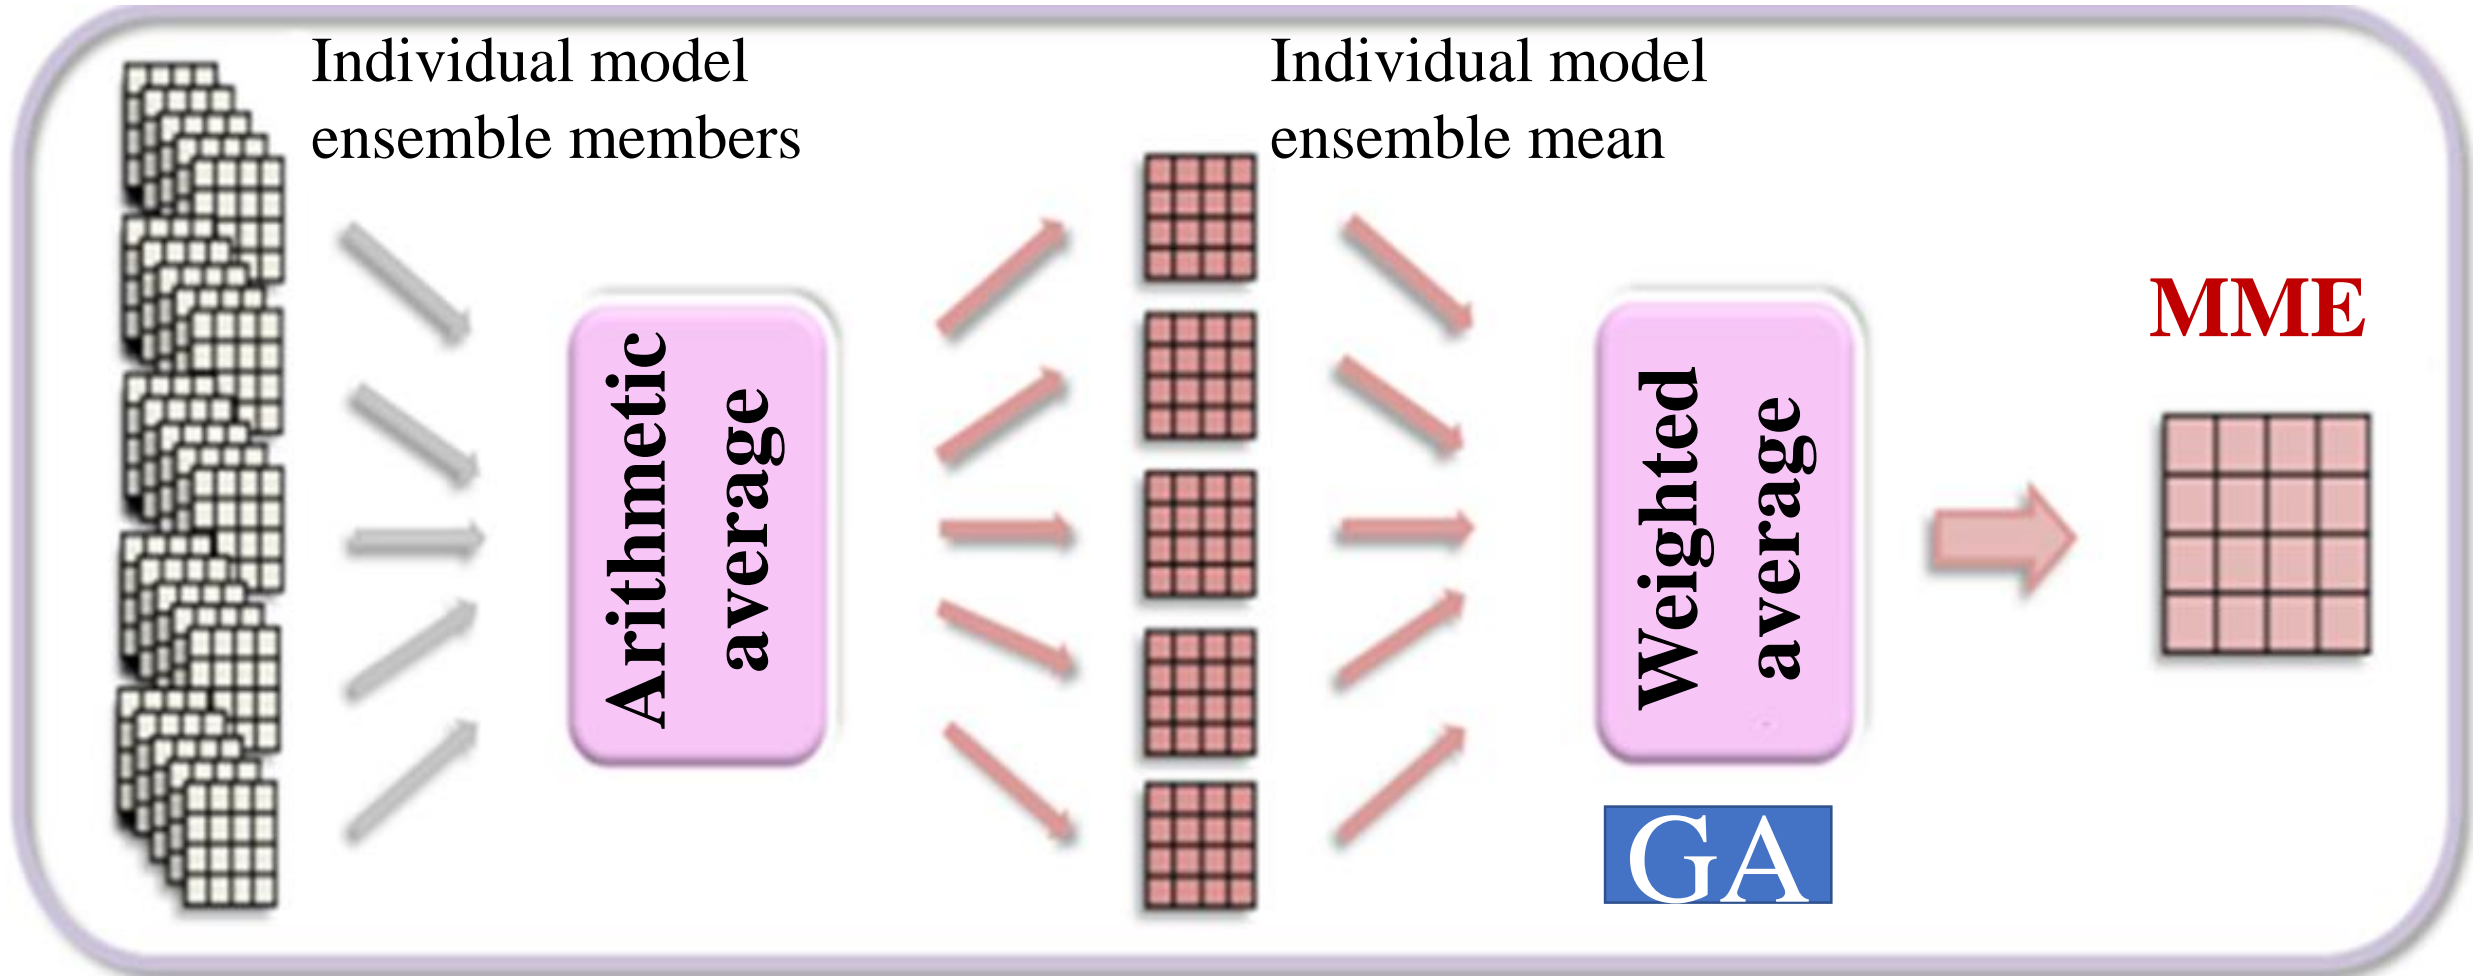 Individual model
ensemble members
Individual model
ensemble mean
Arithmetic
average
Weighted
average
MME
GA